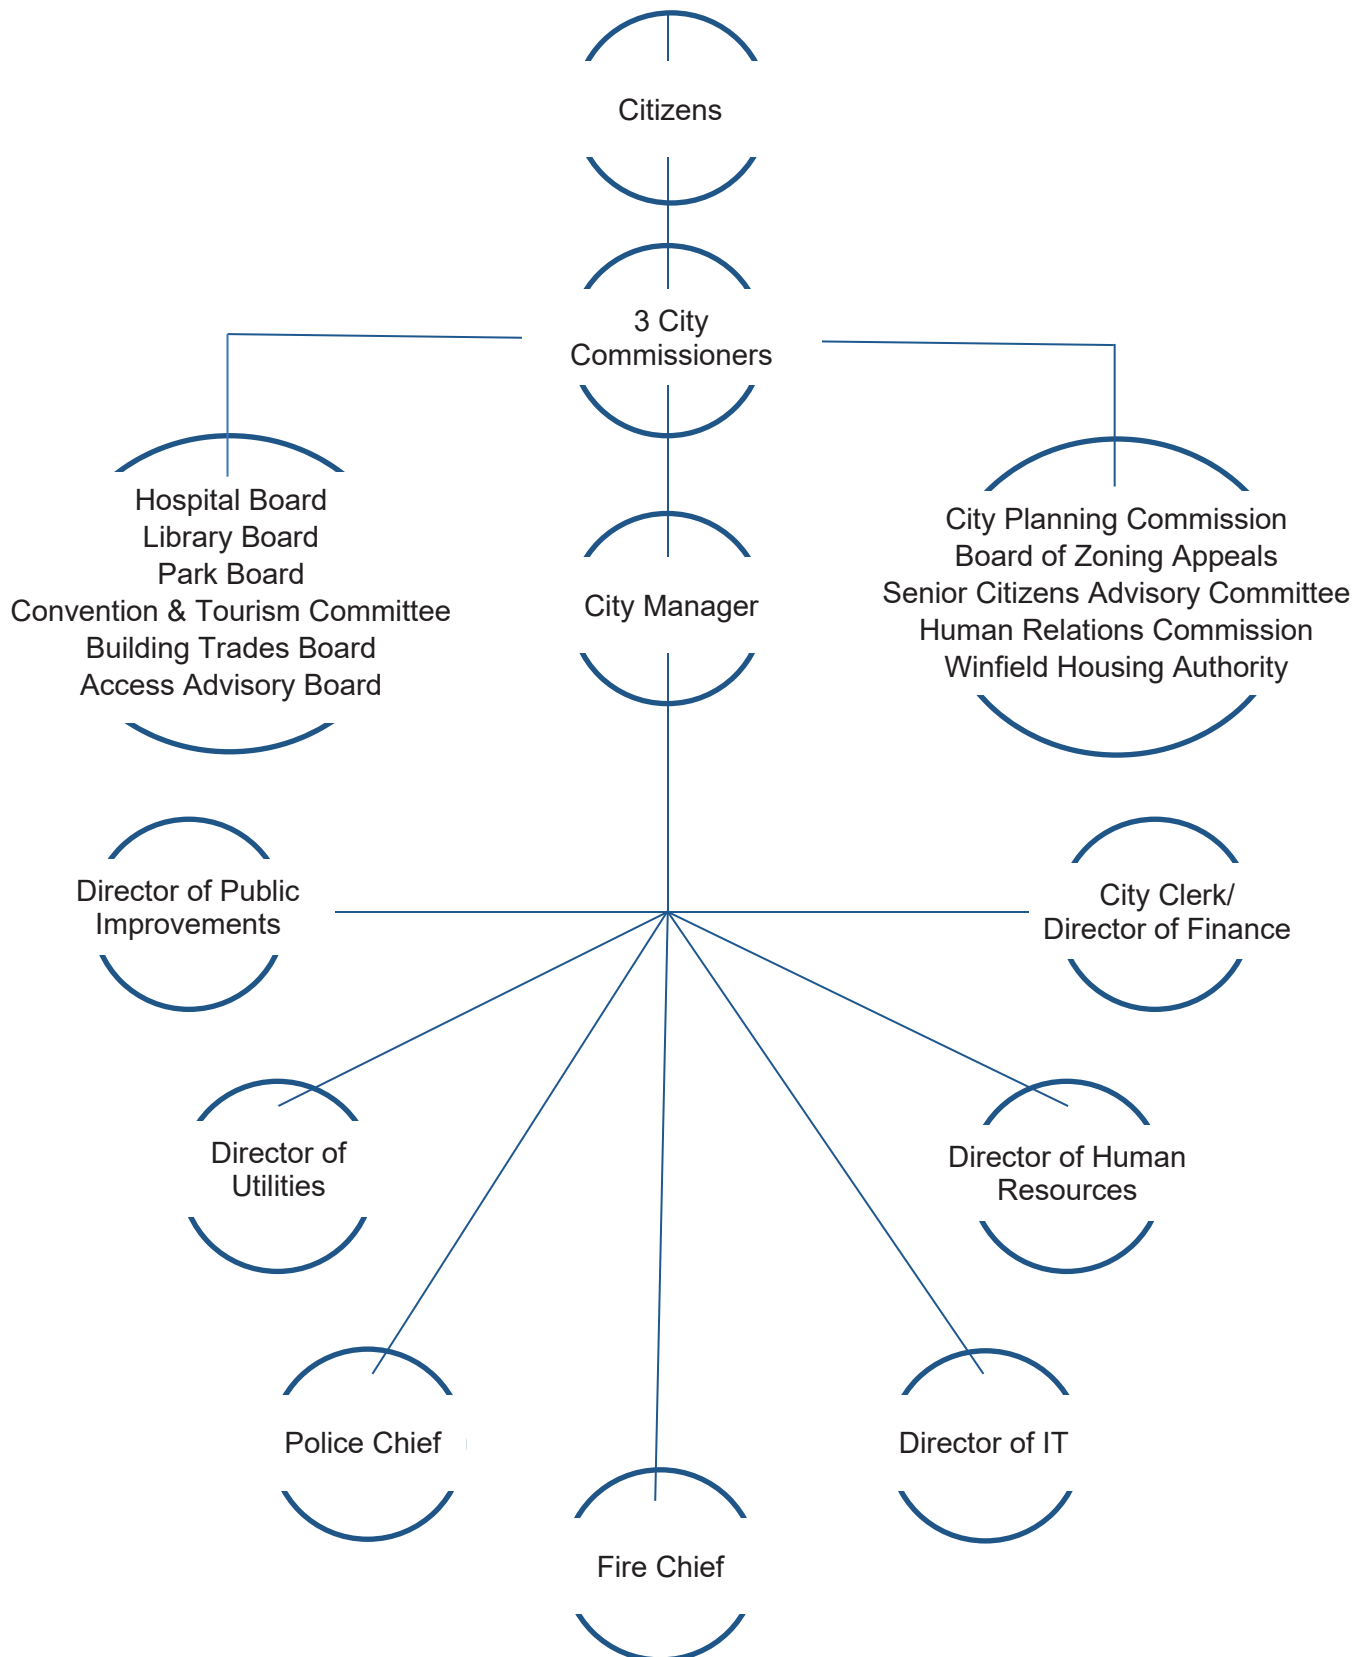 Citizens
3 City
Commissioners
Hospital Board
Library Board
Park Board
Convention & Tourism Committee
Building Trades Board
Access Advisory Board
City Manager
City Planning Commission
Board of Zoning Appeals
Senior Citizens Advisory Committee
Human Relations Commission
Winfield Housing Authority
Director of Public
Improvements
City Clerk/
Director of Finance
Director of
Utilities
Director of Human
Resources
Police Chief
Director of IT
Fire Chief